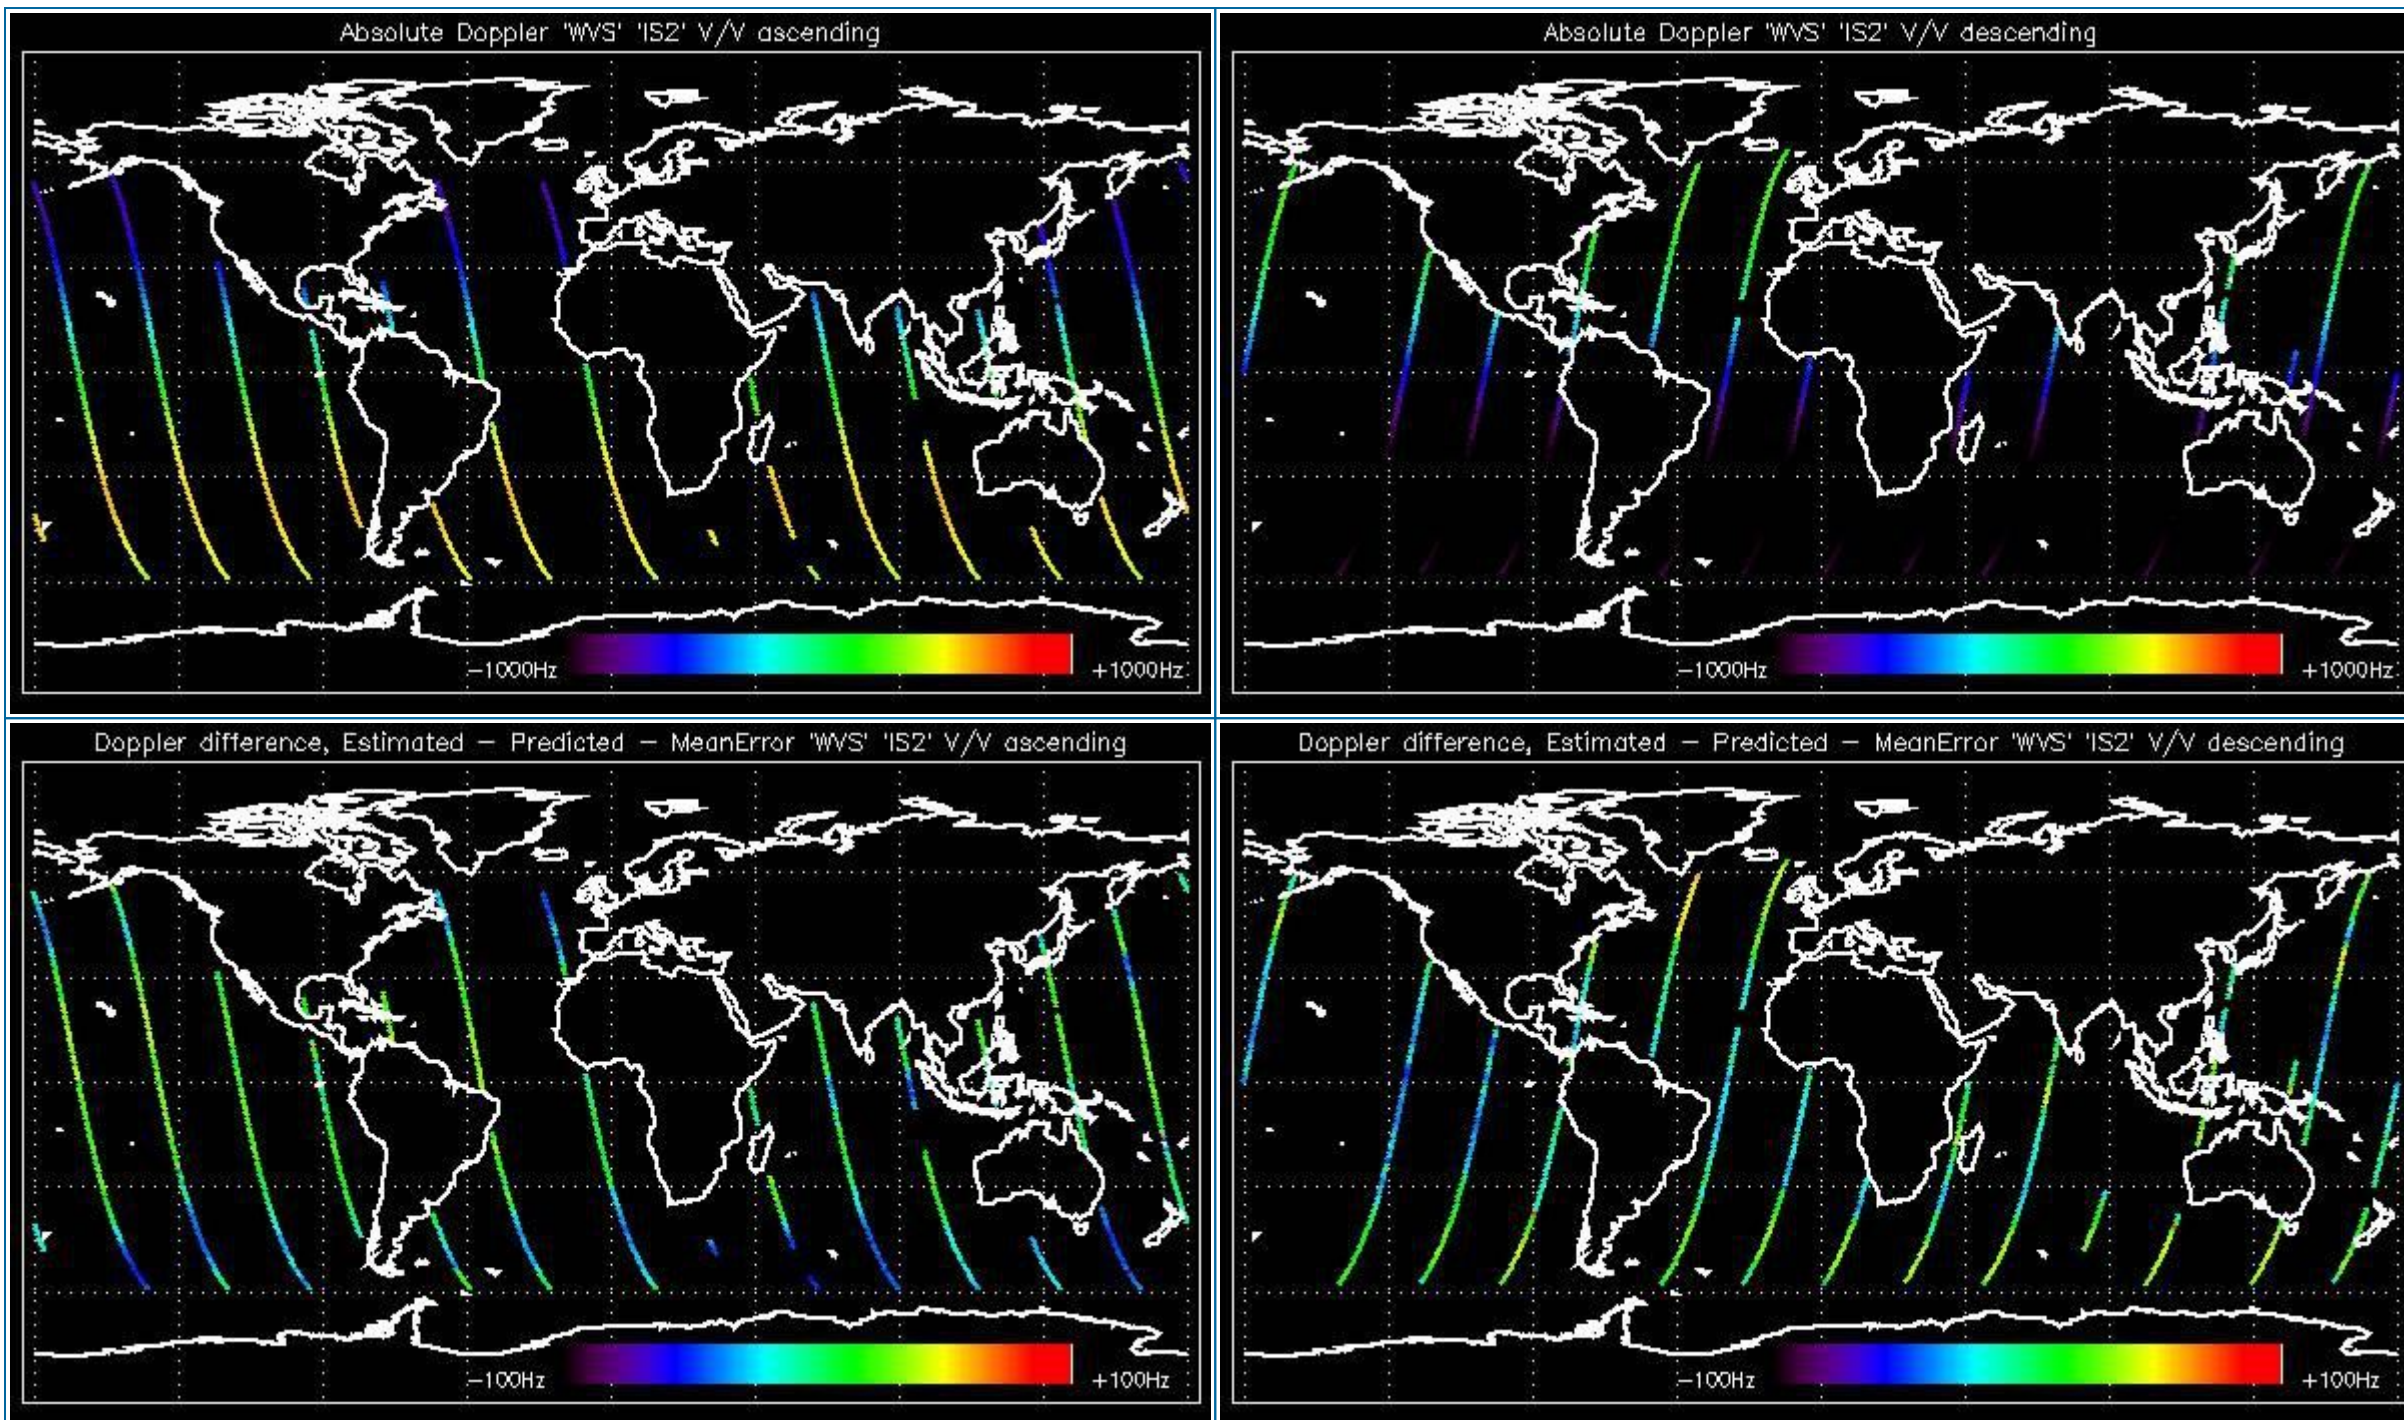 Absolute Doppler 'WVS' 'IS2' V/V ascending
-1000Hz
+1000Hz
Absolute Doppler 'WVS' 'IS2' V/V descending
-1000Hz
+1000Hz
Doppler difference, Estimated - Predicted - MeanError 'WVS' 'IS2' V/V ascending
-100Hz
+100Hz
Doppler difference, Estimated - Predicted - MeanError 'WVS' 'IS2' V/V descending
-100Hz
+100Hz